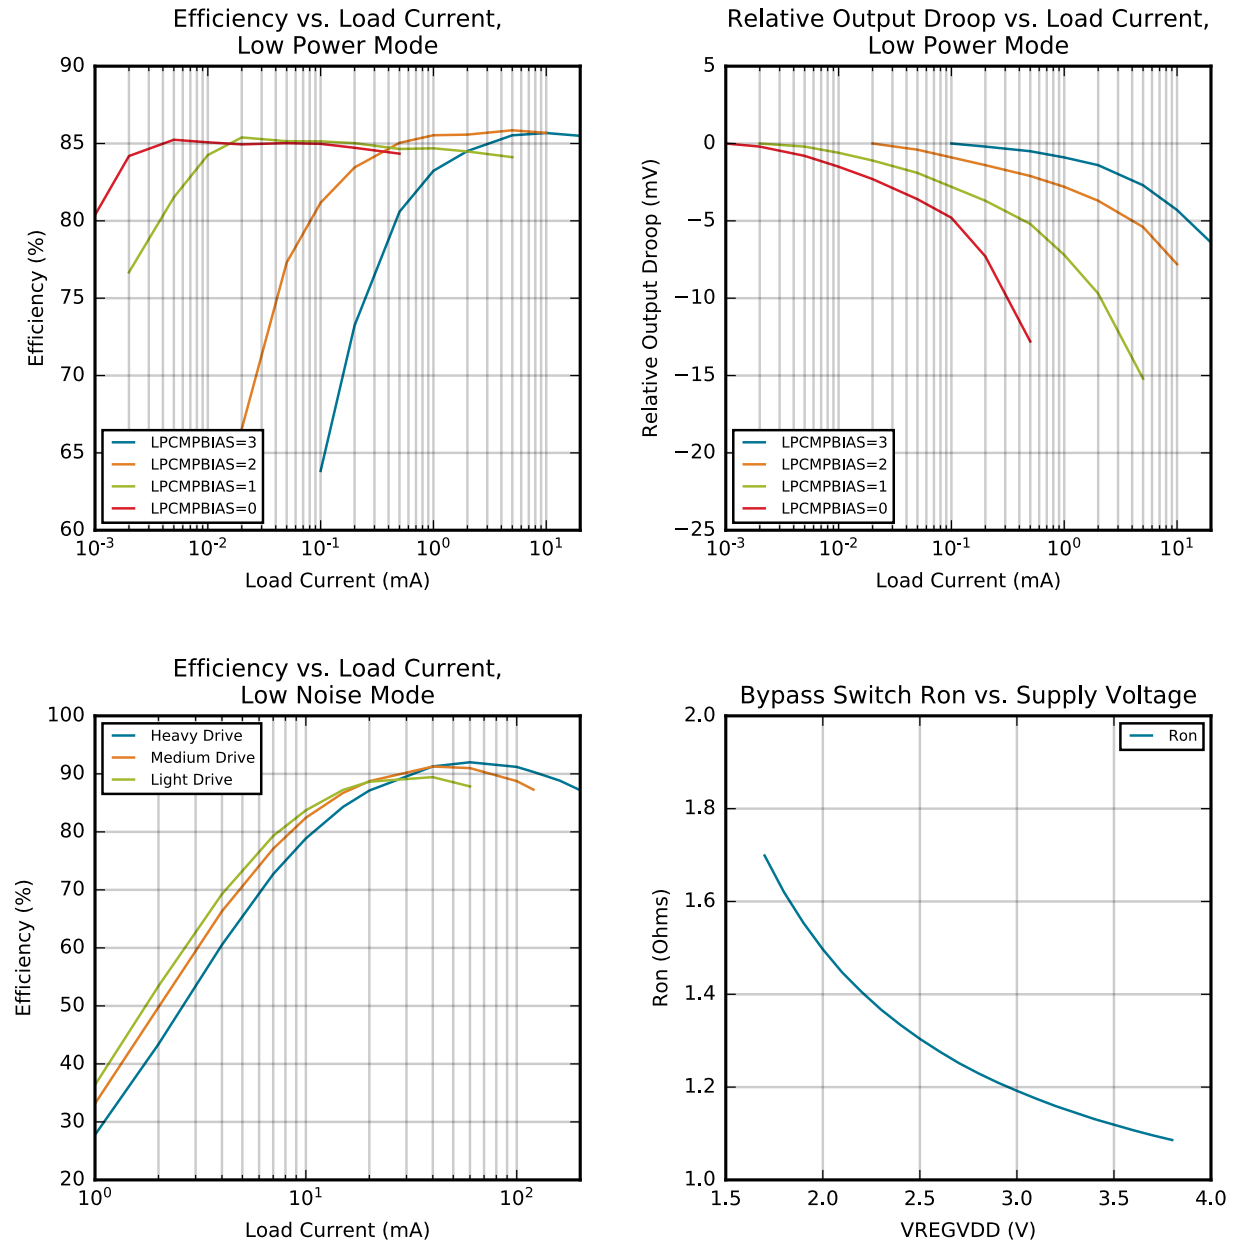 Efficiency vs. Load Current,
Low Power Mode
90
85
80
75
70
65
60
Efficiency (%)
LPCMPBIAS=3
LPCMPBIAS=2
LPCMPBIAS=1
LPCMPBIAS=0
10⁻³ 10⁻² 10⁻¹ 10⁰ 10¹
Load Current (mA)
Relative Output Droop vs. Load Current,
Low Power Mode
5
0
−5
−10
−15
−20
−25
Relative Output Droop (mV)
LPCMPBIAS=3
LPCMPBIAS=2
LPCMPBIAS=1
LPCMPBIAS=0
10⁻³ 10⁻² 10⁻¹ 10⁰ 10¹
Load Current (mA)
Efficiency vs. Load Current,
Low Noise Mode
100
90
80
70
60
50
40
30
20
Efficiency (%)
Heavy Drive
Medium Drive
Light Drive
10⁰ 10¹ 10²
Load Current (mA)
Bypass Switch Ron vs. Supply Voltage
2.0
1.8
1.6
1.4
1.2
1.0
Ron (Ohms)
Ron
1.5 2.0 2.5 3.0 3.5 4.0
VREGVDD (V)